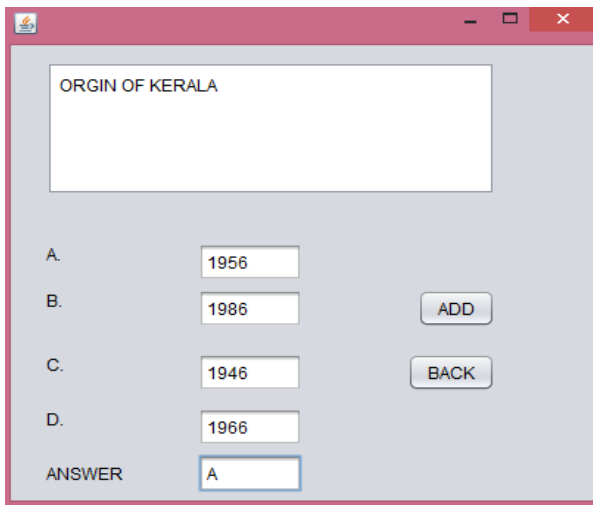 ORGIN OF KERALA
A. 1956
B. 1986 ADD
C. 1946 BACK
D. 1966
ANSWER A